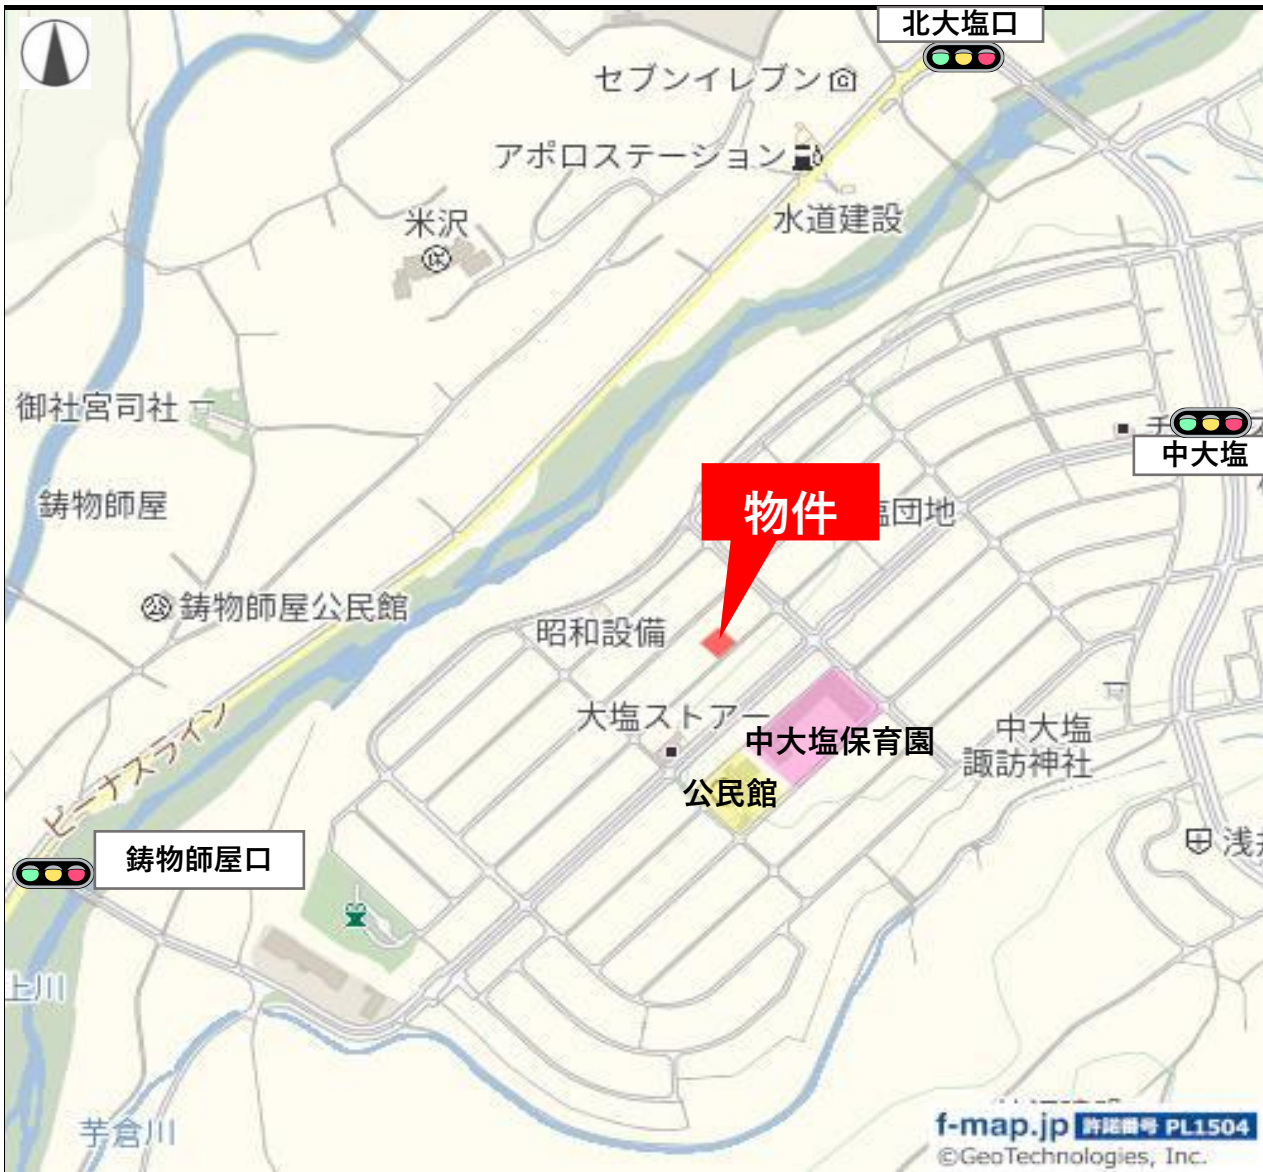 北大塩口
セブンイレブン
アポロステーション
水道建設
米沢
御社宮司社
中大塩
鋳物師屋
物件
塩団地
鋳物師屋公民館
昭和設備
大塩ストアー
中大塩保育園
中大塩
諏訪神社
公民館
ビーナスライン
鋳物師屋口
浅井
上川
芋倉川
f-map.jp 許諾番号 PL1504
©GeoTechnologies, Inc.